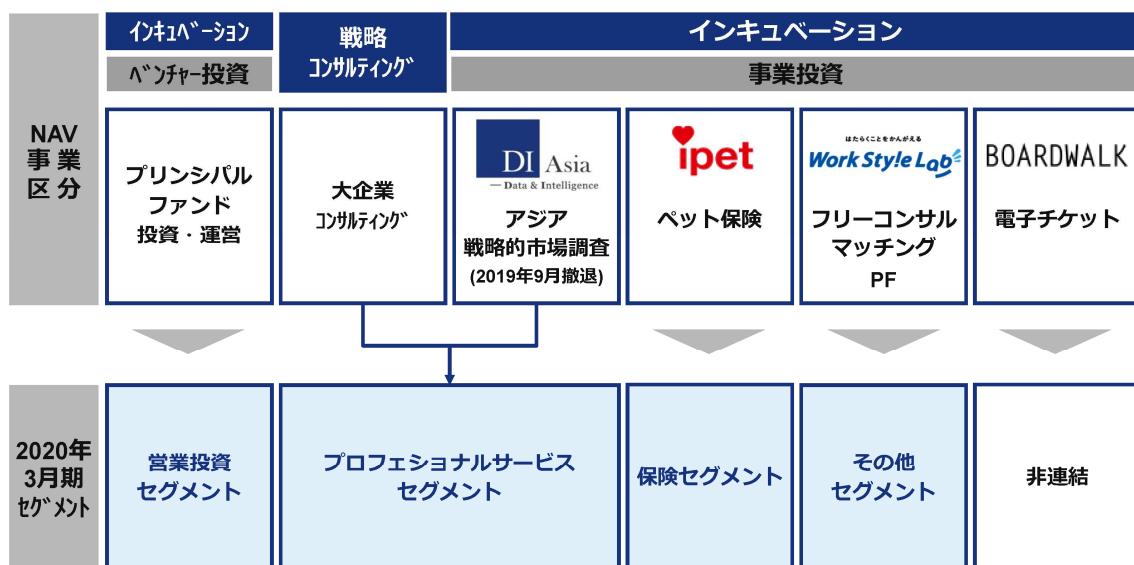 ｲﾝｷｭﾍﾞｰｼｮﾝ
戦略
ｺﾝｻﾙﾃｨﾝｸﾞ
インキュベーション
ﾍﾞﾝﾁｬｰ投資
事業投資
NAV
事業
区分
プリンシパル
ファンド
投資・運営
大企業
ｺﾝｻﾙﾃｨﾝｸﾞ
DI Asia
— Data & Intelligence
アジア
戦略的市場調査
(2019年9月撤退)
ipet
ペット保険
はたらくことをかんがえる
Work Style Lab
フリーコンサル
マッチング
PF
BOARDWALK
電子チケット
2020年
3月期
ｾｸﾞﾒﾝﾄ
営業投資
セグメント
プロフェショナルサービス
セグメント
保険セグメント
その他
セグメント
非連結